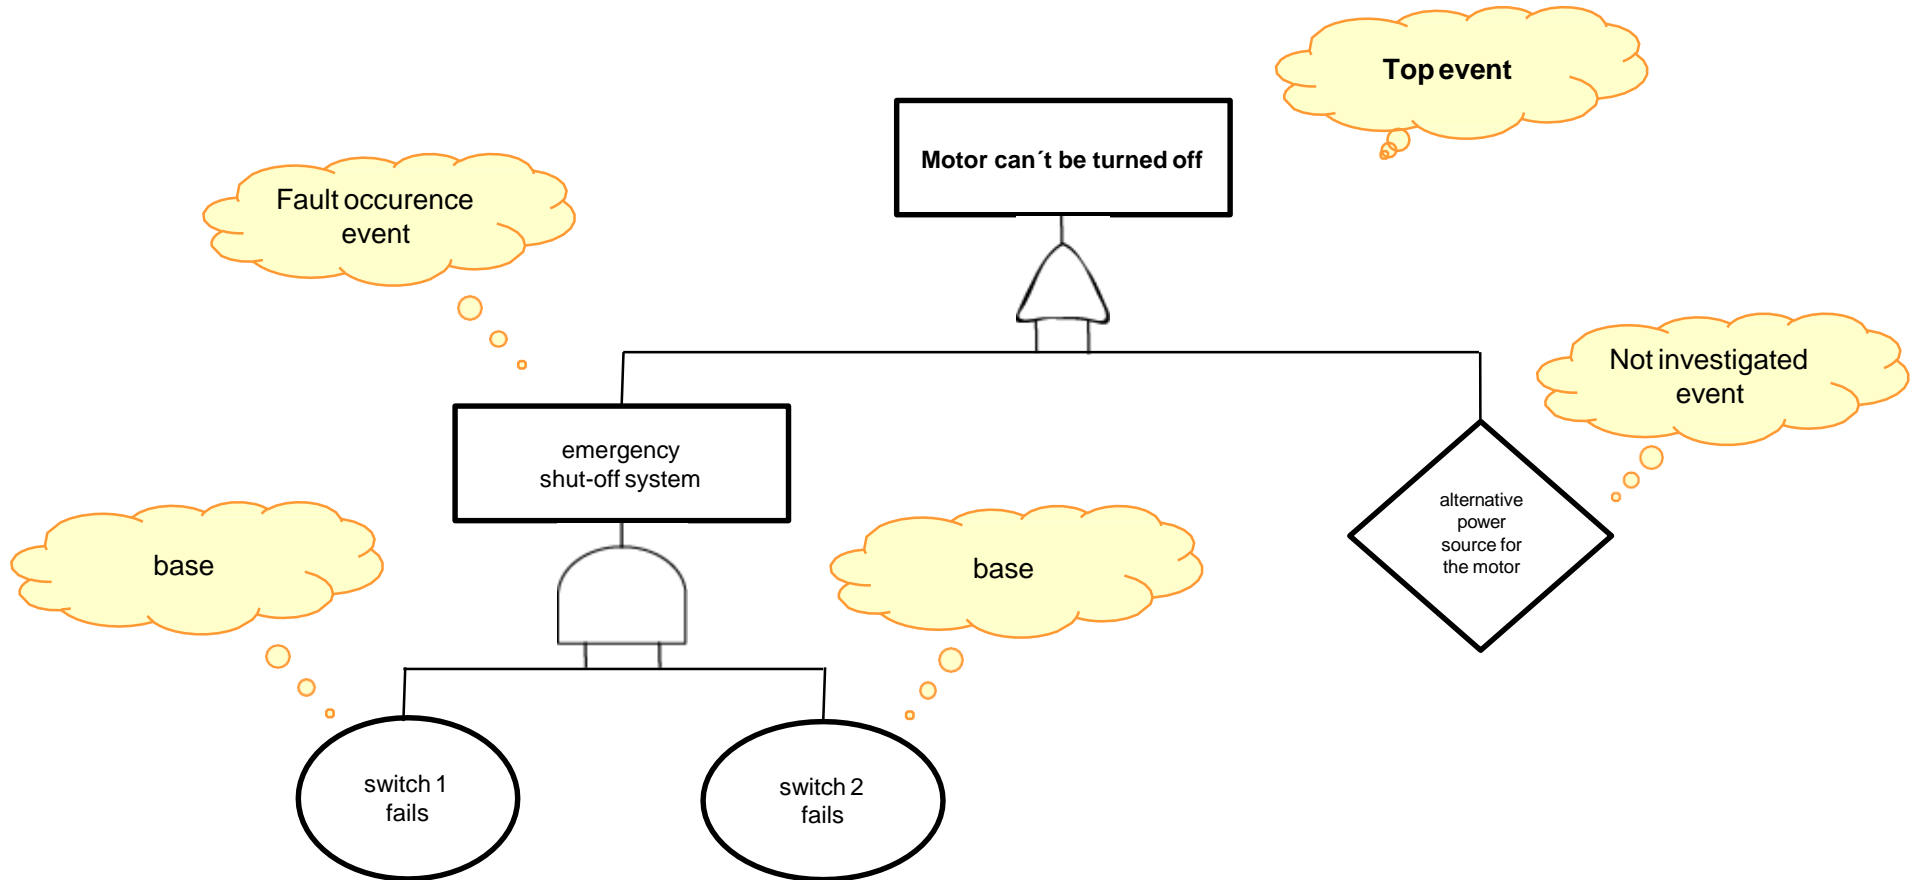 Top event
Motor can´t be turned off
Fault occurence
event
Not investigated
event
emergency
shut-off system
alternative
power
source for
the motor
base
base
switch 1
fails
switch 2
fails